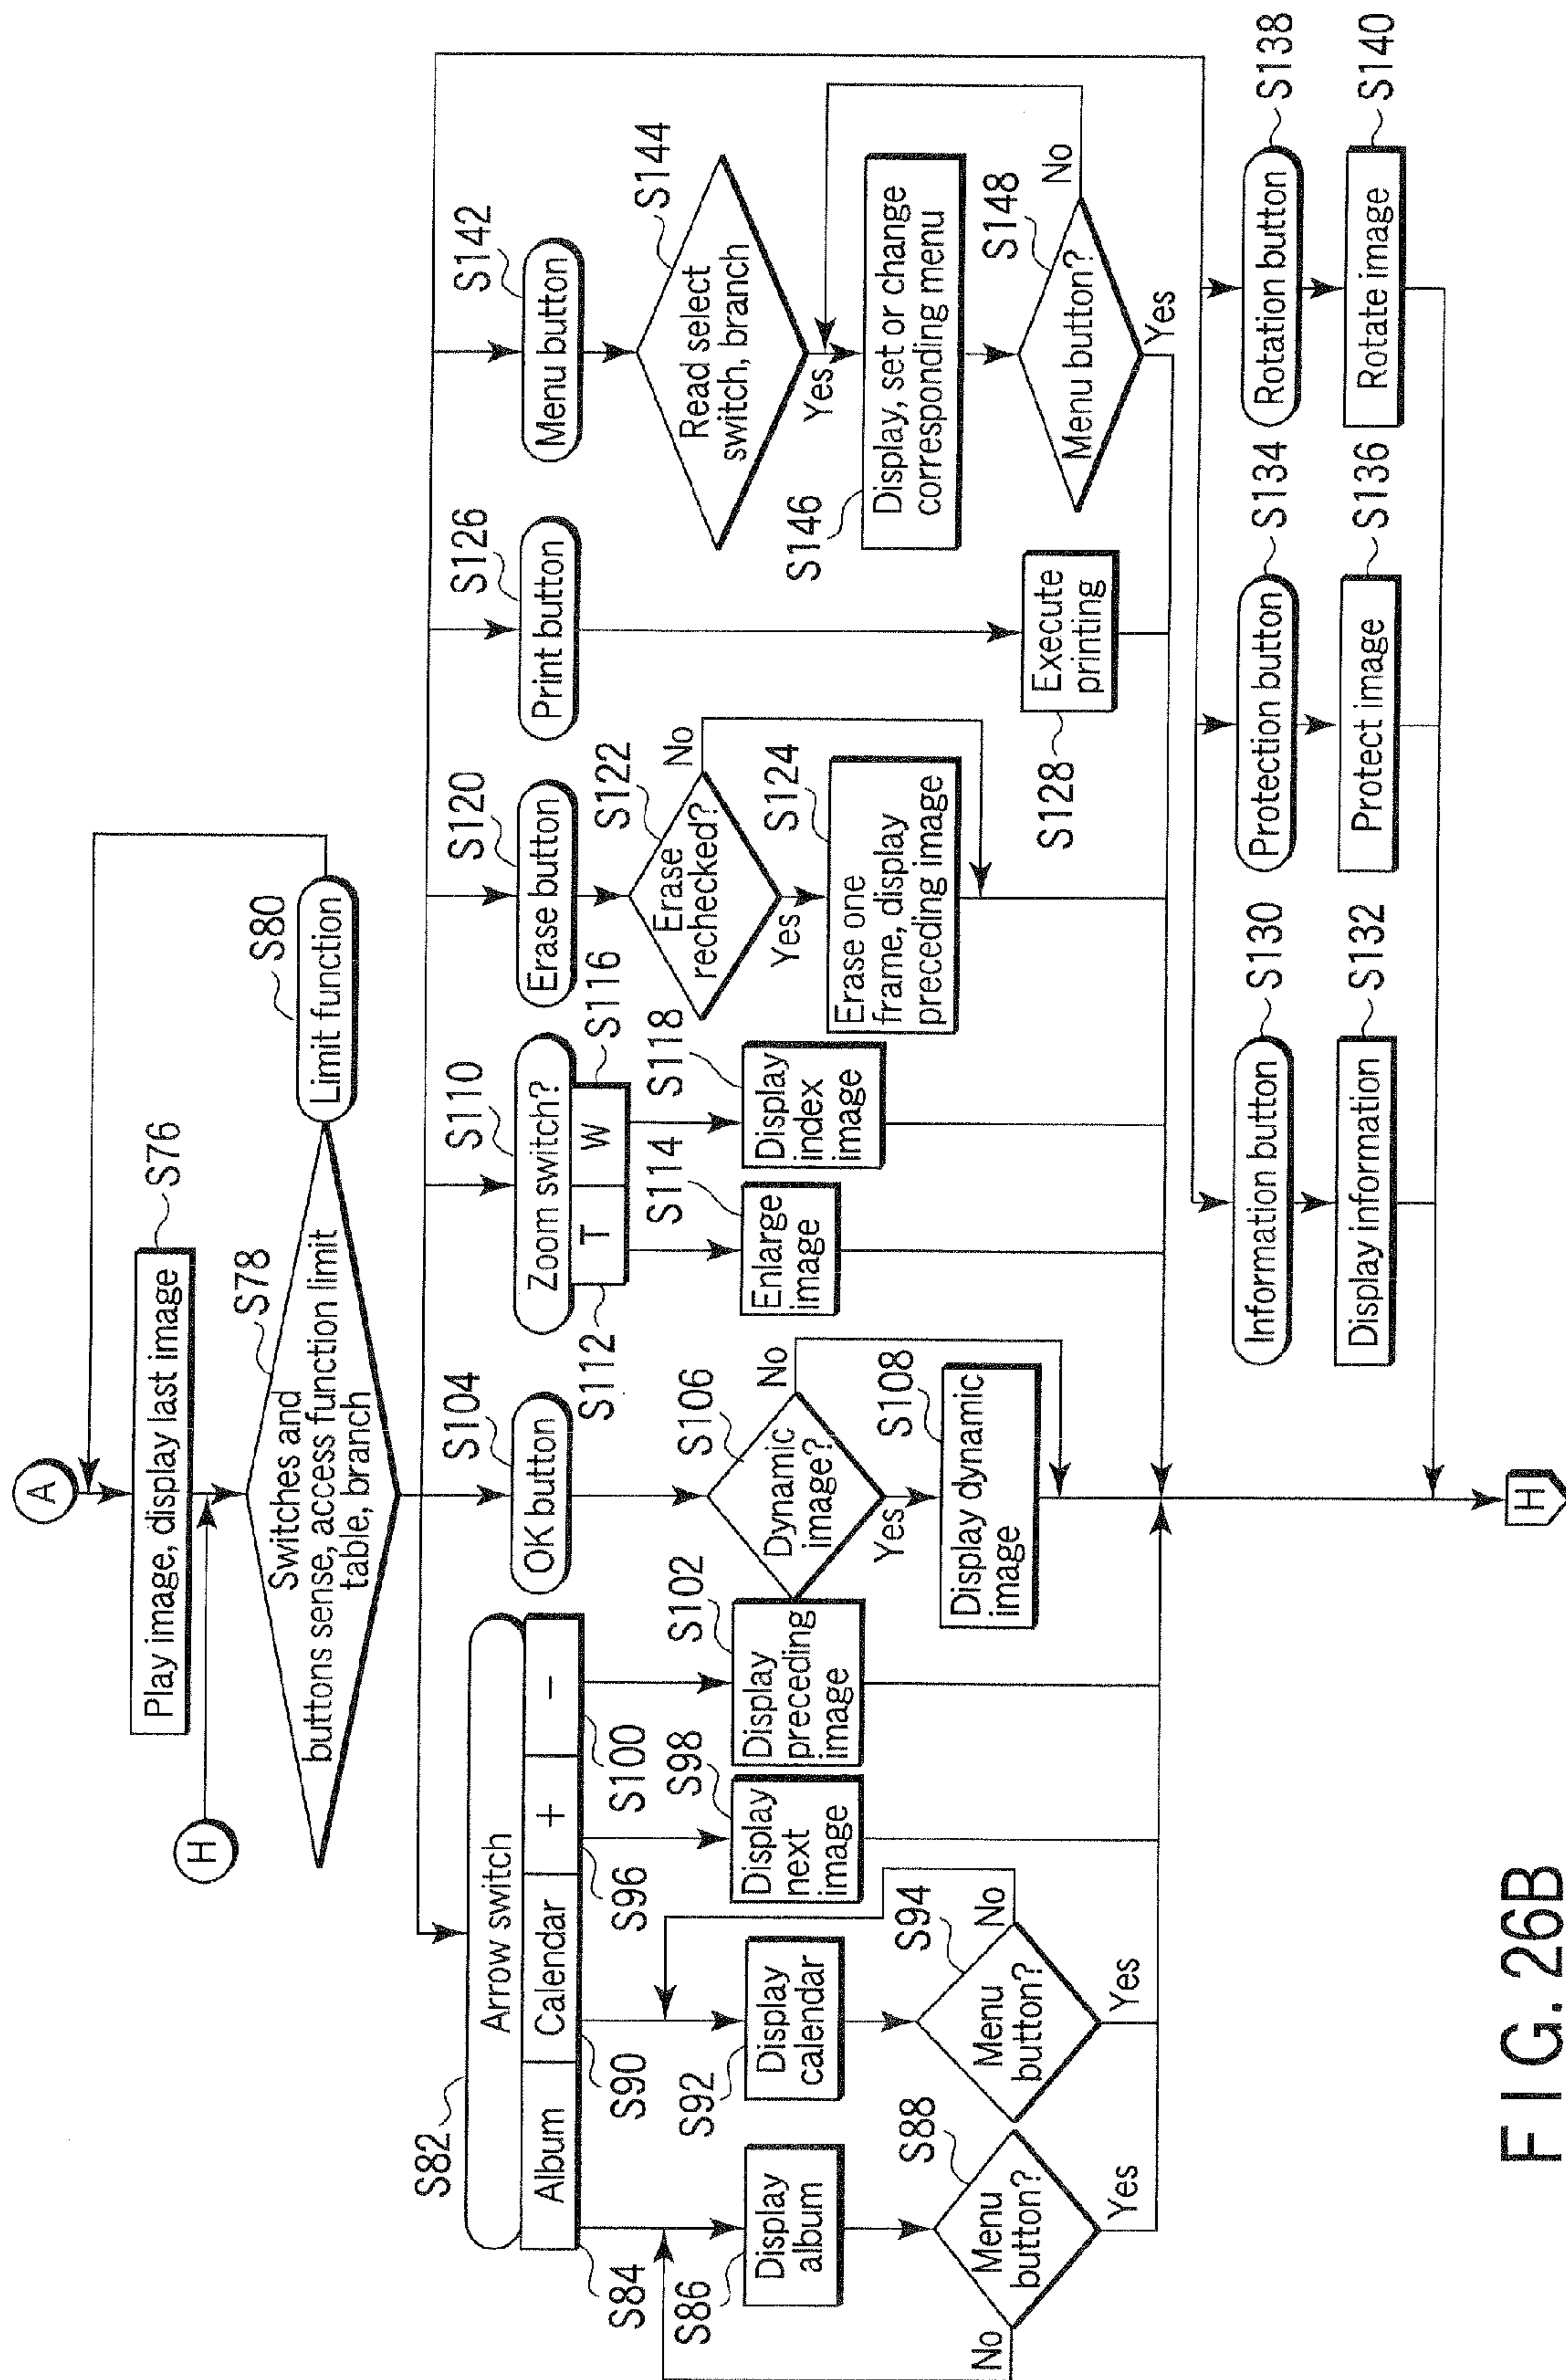 A
Play image, display last image
S76
H
Switches and
buttons sense, access function limit
table, branch
S78
Limit function
S80
S82
Arrow switch
Album
Calendar
+
−
S84
S90
S96
S100
S86
Display
album
S92
Display
calendar
Display
next
image
S98
Display
preceding
image
S102
Menu
button?
S88
No
Yes
Menu
button?
S94
No
Yes
OK button
S104
Dynamic
image?
S106
No
Yes
Display dynamic
image
S108
Zoom switch?
S110
T
W
S112
S116
Enlarge
image
S114
Display
index
image
S118
Erase button
S120
Erase
rechecked?
S122
No
Yes
Erase one
frame, display
preceding image
S124
Print button
S126
Execute
printing
S128
Menu button
S142
Read select
switch, branch
S144
Yes
Display, set or change
corresponding menu
S146
Menu button?
S148
No
Yes
Information button
S130
Display information
S132
Protection button
S134
Protect image
S136
Rotation button
S138
Rotate image
S140
H
FIG. 26B